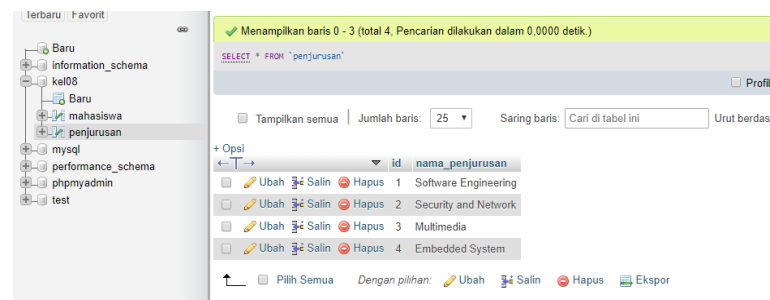 Terbaru Favorit
Baru
information_schema
kel08
Baru
mahasiswa
penjurusan
mysql
performance_schema
phpmyadmin
test
Menampilkan baris 0 - 3 (total 4, Pencarian dilakukan dalam 0,0000 detik.)
SELECT * FROM `penjurusan`
Profil
Tampilkan semua | Jumlah baris: 25 Saring baris: Cari di tabel ini Urut berdas
+ Opsi
←T→ id nama_penjurusan
Ubah Salin Hapus 1 Software Engineering
Ubah Salin Hapus 2 Security and Network
Ubah Salin Hapus 3 Multimedia
Ubah Salin Hapus 4 Embedded System
Pilih Semua Dengan pilihan: Ubah Salin Hapus Ekspor